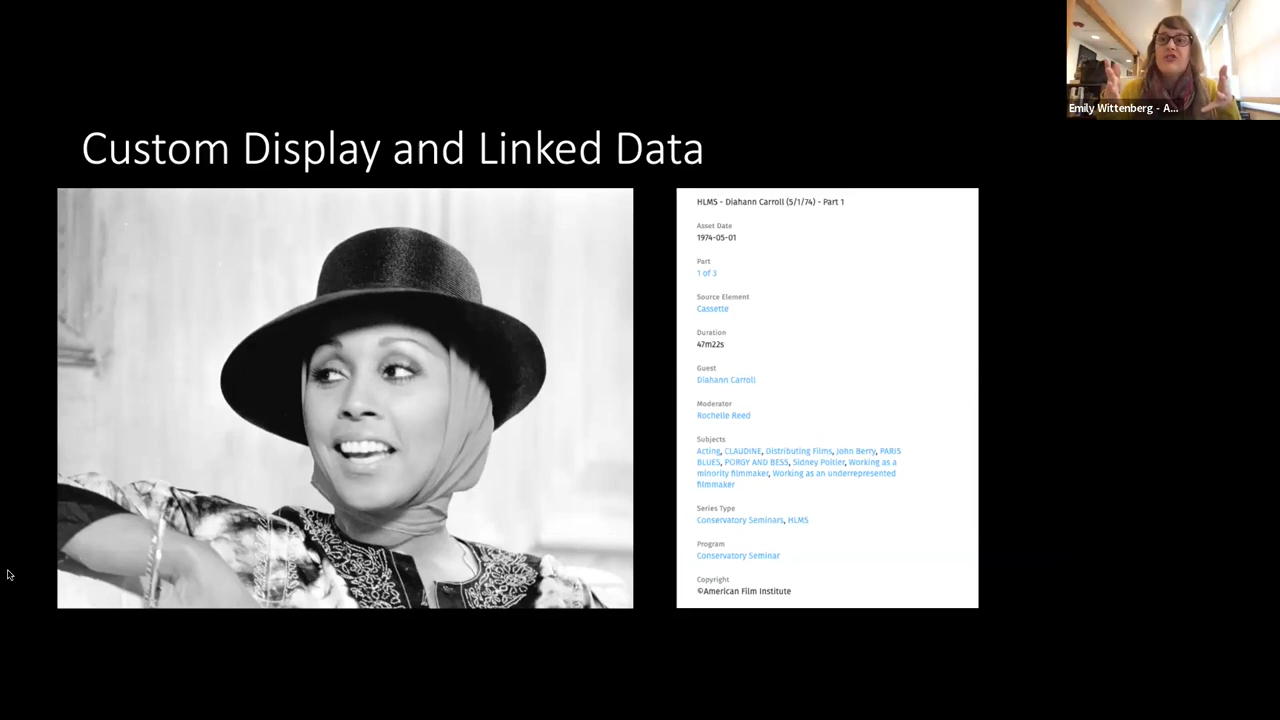 Emily Wittenberg - A...
Custom Display and Linked Data
HLMS - Diahann Carroll (5/1/74) - Part 1
Asset Date
1974-05-01
Part
1 of 3
Source Element
Cassette
Duration
47m22s
Guest
Diahann Carroll
Moderator
Rochelle Reed
Subjects
Acting, CLAUDINE, Distributing Films, John Berry, PARIS
BLUES, PORGY AND BESS, Sidney Poitier, Working as a
minority filmmaker, Working as an underrepresented
filmmaker
Series Type
Conservatory Seminars, HLMS
Program
Conservatory Seminar
Copyright
©American Film Institute